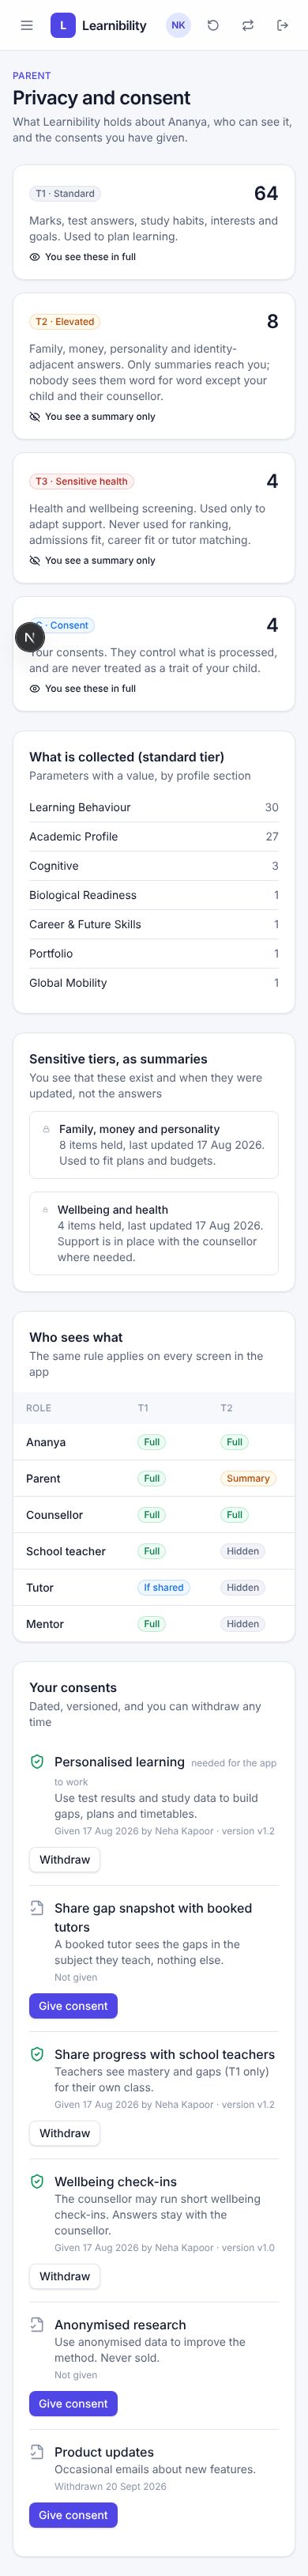 L Learnibility NK
PARENT
Privacy and consent
What Learnibility holds about Ananya, who can see it,
and the consents you have given.
T1 · Standard 64
Marks, test answers, study habits, interests and
goals. Used to plan learning.
You see these in full
T2 · Elevated 8
Family, money, personality and identity-
adjacent answers. Only summaries reach you;
nobody sees them word for word except your
child and their counsellor.
You see a summary only
T3 · Sensitive health 4
Health and wellbeing screening. Used only to
adapt support. Never used for ranking,
admissions fit, career fit or tutor matching.
You see a summary only
N
· Consent 4
Your consents. They control what is processed,
and are never treated as a trait of your child.
You see these in full
What is collected (standard tier)
Parameters with a value, by profile section
Learning Behaviour 30
Academic Profile 27
Cognitive 3
Biological Readiness 1
Career & Future Skills 1
Portfolio 1
Global Mobility 1
Sensitive tiers, as summaries
You see that these exist and when they were
updated, not the answers
Family, money and personality
8 items held, last updated 17 Aug 2026.
Used to fit plans and budgets.
Wellbeing and health
4 items held, last updated 17 Aug 2026.
Support is in place with the counsellor
where needed.
Who sees what
The same rule applies on every screen in the
app
ROLE T1 T2
Ananya Full Full
Parent Full Summary
Counsellor Full Full
School teacher Full Hidden
Tutor If shared Hidden
Mentor Full Hidden
Your consents
Dated, versioned, and you can withdraw any
time
Personalised learning needed for the app
to work
Use test results and study data to build
gaps, plans and timetables.
Given 17 Aug 2026 by Neha Kapoor · version v1.2
Withdraw
Share gap snapshot with booked
tutors
A booked tutor sees the gaps in the
subject they teach, nothing else.
Not given
Give consent
Share progress with school teachers
Teachers see mastery and gaps (T1 only)
for their own class.
Given 17 Aug 2026 by Neha Kapoor · version v1.2
Withdraw
Wellbeing check-ins
The counsellor may run short wellbeing
check-ins. Answers stay with the
counsellor.
Given 17 Aug 2026 by Neha Kapoor · version v1.0
Withdraw
Anonymised research
Use anonymised data to improve the
method. Never sold.
Not given
Give consent
Product updates
Occasional emails about new features.
Withdrawn 20 Sept 2026
Give consent